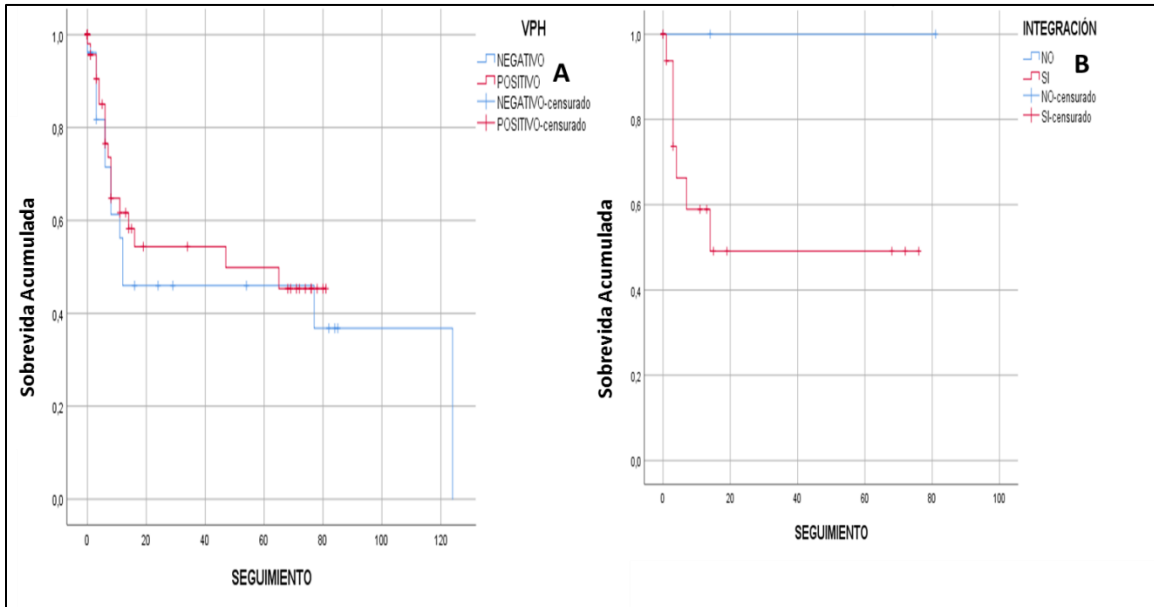 VPH
A
NEGATIVO
POSITIVO
NEGATIVO-censurado
POSITIVO-censurado
Sobrevida Acumulada
1,0
0,8
0,6
0,4
0,2
0,0
0 20 40 60 80 100 120
SEGUIMIENTO
INTEGRACIÓN
B
NO
SI
NO-censurado
SI-censurado
Sobrevida Acumulada
1,0
0,8
0,6
0,4
0,2
0,0
0 20 40 60 80 100
SEGUIMIENTO